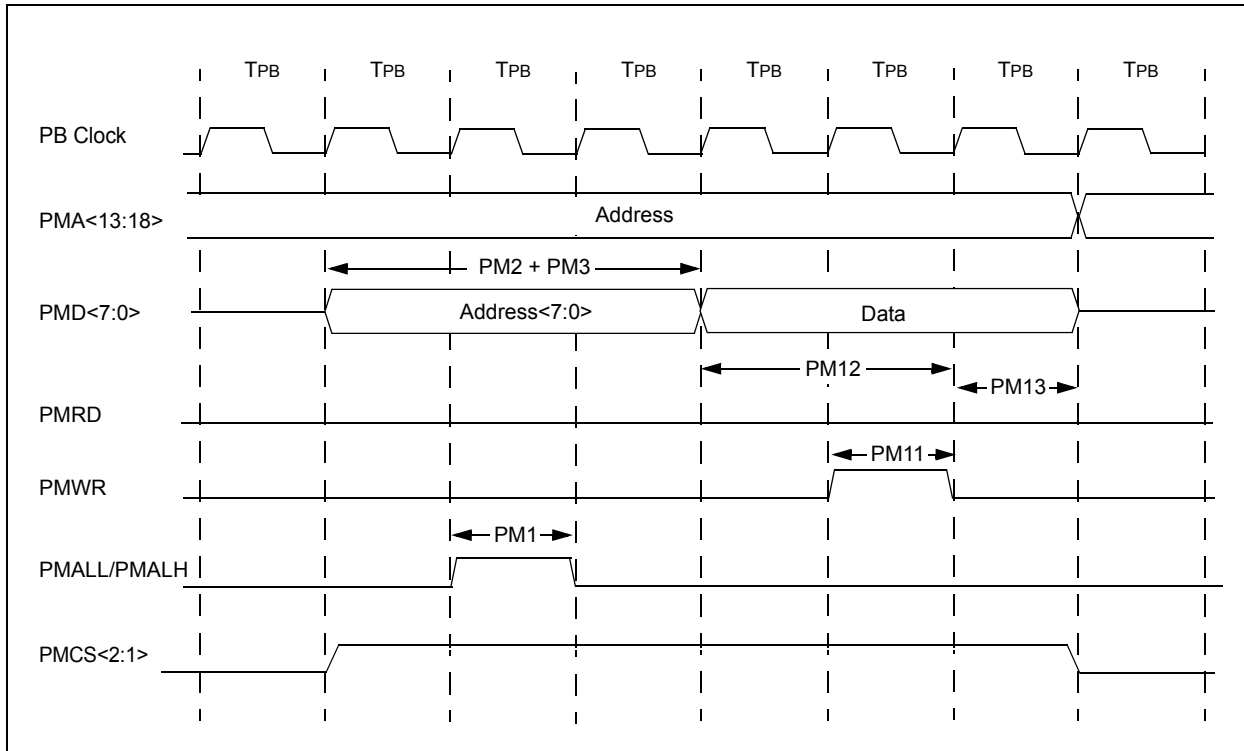 TPB TPB TPB TPB TPB TPB TPB TPB
PB Clock
PMA<13:18>
Address
PM2 + PM3
PMD<7:0>
Address<7:0>
Data
PM12
PM13
PMRD
PM11
PMWR
PM1
PMALL/PMALH
PMCS<2:1>